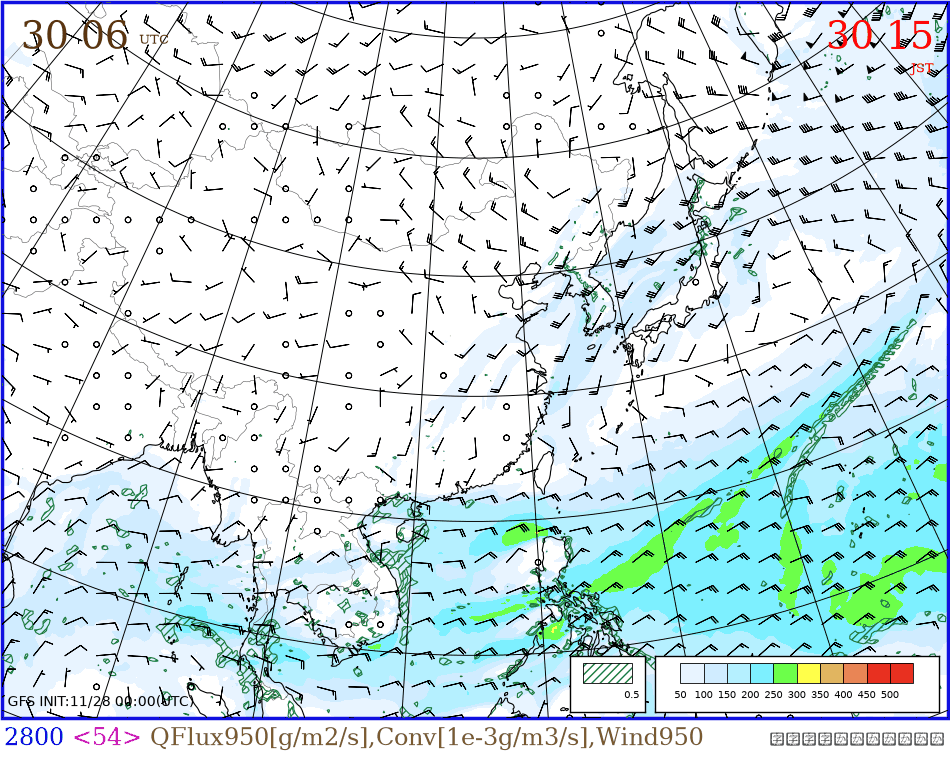 30 06 UTC
30 15
JST
0.5
50 100 150 200 250 300 350 400 450 500
GFS INIT:11/28 00:00(UTC)
2800 <54> QFlux950[g/m2/s],Conv[1e-3g/m3/s],Wind950